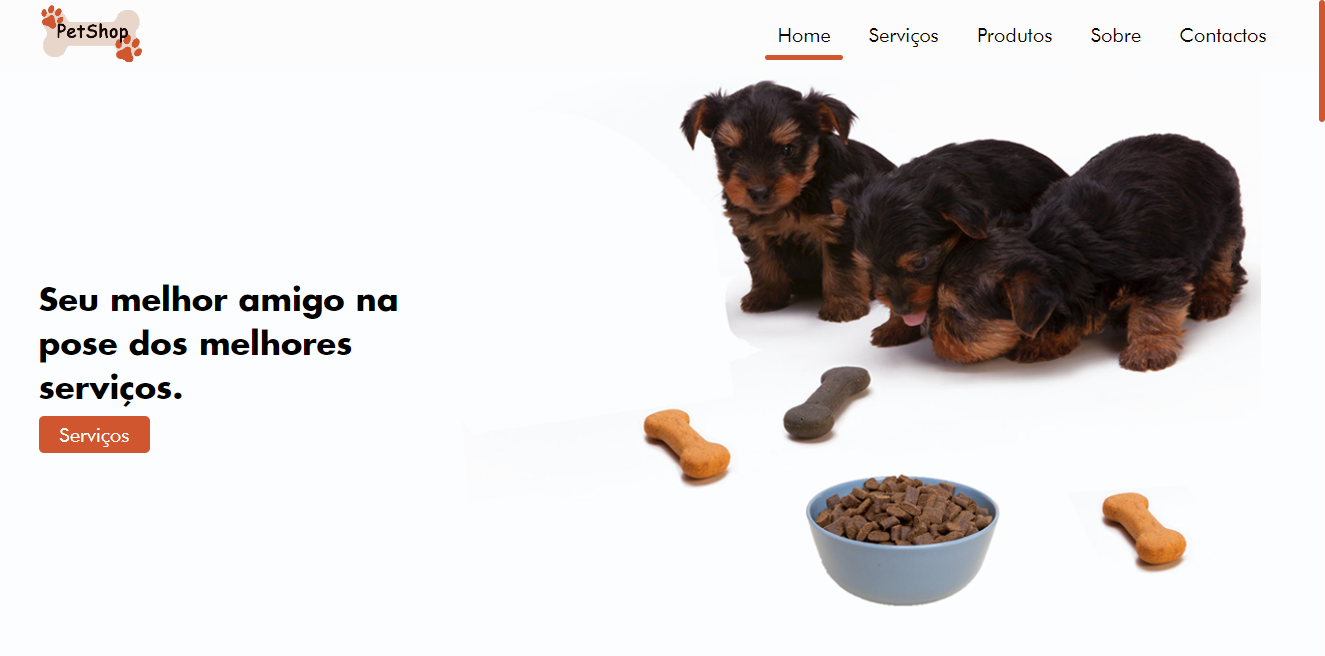 PetShop
Home Serviços Produtos Sobre Contactos
Seu melhor amigo na
pose dos melhores
serviços.
Serviços